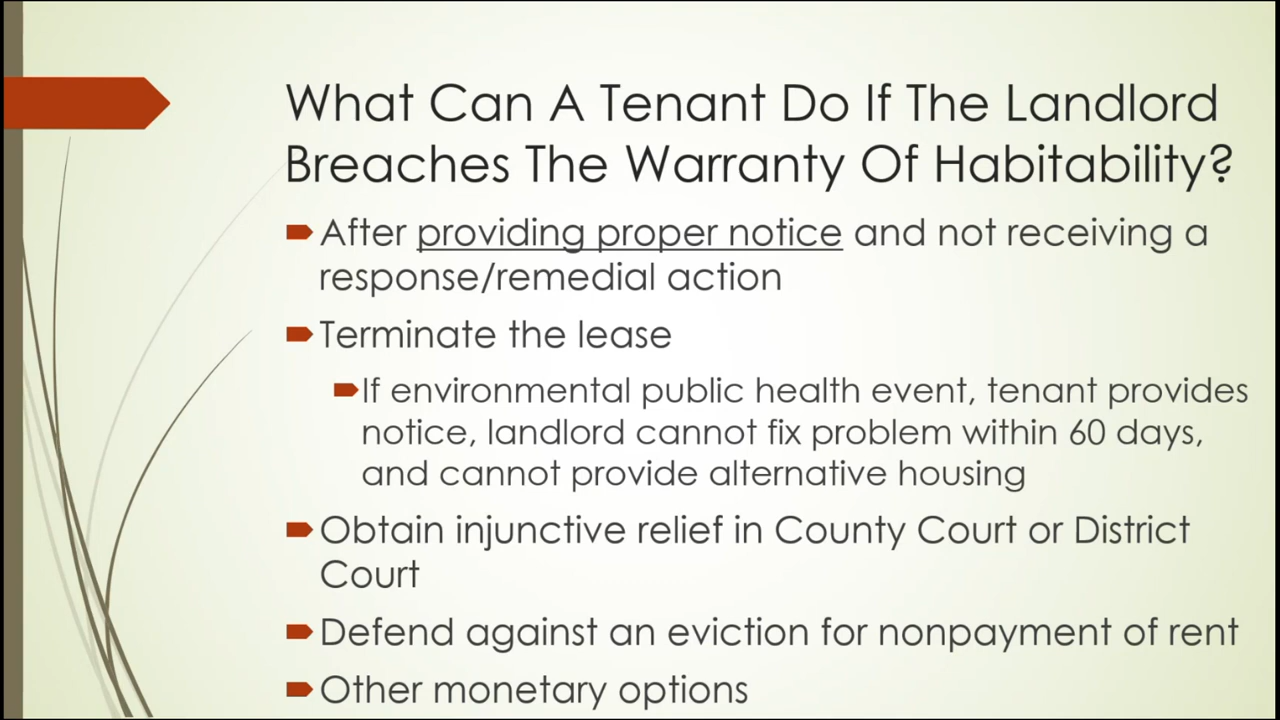 What Can A Tenant Do If The Landlord
Breaches The Warranty Of Habitability?
After providing proper notice and not receiving a
response/remedial action
Terminate the lease
If environmental public health event, tenant provides
notice, landlord cannot fix problem within 60 days,
and cannot provide alternative housing
Obtain injunctive relief in County Court or District
Court
Defend against an eviction for nonpayment of rent
Other monetary options